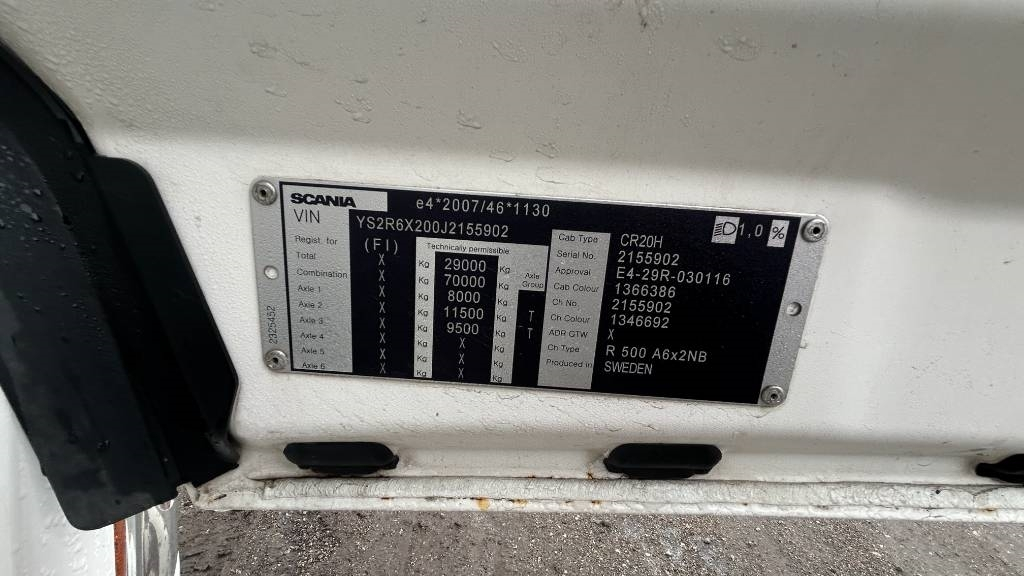 SCANIA e4*2007/46*1130
VIN YS2R6X200J2155902
1.0 %
Regist. for (FI) Technically permissible
Total X Kg 29000 Kg
Combination X Kg 70000 Kg
Axle 1 X Kg 8000 Kg
Axle 2 X Kg 11500 Kg T
Axle 3 X Kg 9500 Kg T
Axle 4 X Kg X Kg
Axle 5 X Kg X Kg
Axle 6 X Kg X Kg
Axle Group
Cab Type CR20H
Serial No. 2155902
Approval E4-29R-030116
Cab Colour 1366386
Ch No. 2155902
Ch Colour 1346692
ADR GTW X
Ch Type R 500 A6x2NB
Produced in SWEDEN
2325452